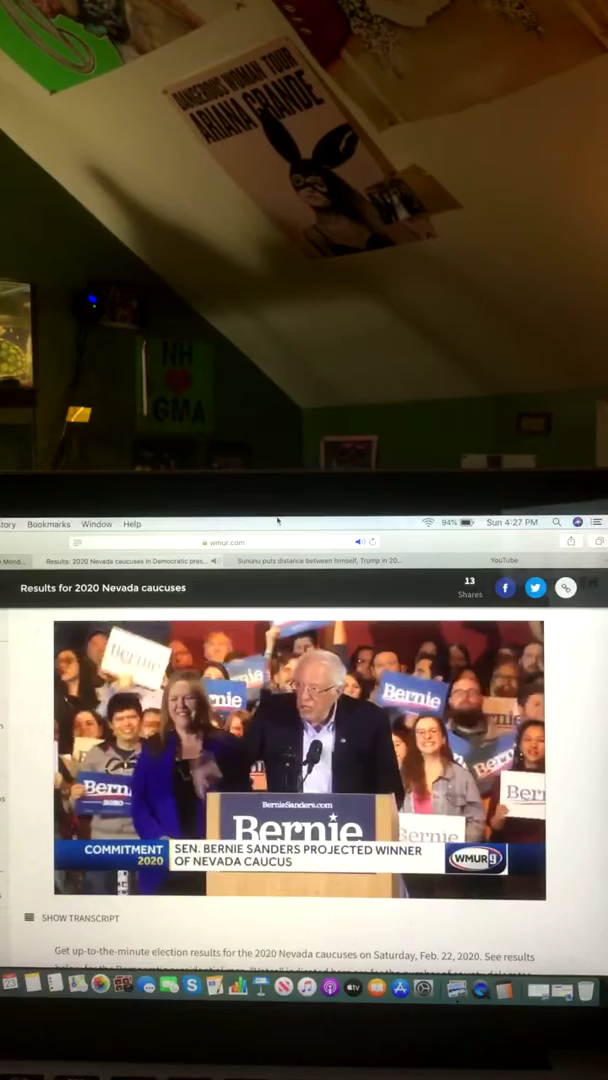 DANGEROUS WOMAN TOUR
ARIANA GRANDE
NH
GMA
Bookmarks Window Help
94%
Sun 4:27 PM
wmur.com
Results: 2020 Nevada caucuses in Democratic pres...
Sununu puts distance between himself, Trump in 20...
YouTube
Results for 2020 Nevada caucuses
13
Shares
Bernie
Bernie
BernieSanders.com
Bernie
Bernie
COMMITMENT
2020
SEN. BERNIE SANDERS PROJECTED WINNER
OF NEVADA CAUCUS
WMUR 9
SHOW TRANSCRIPT
Get up-to-the-minute election results for the 2020 Nevada caucuses on Saturday, Feb. 22, 2020. See results